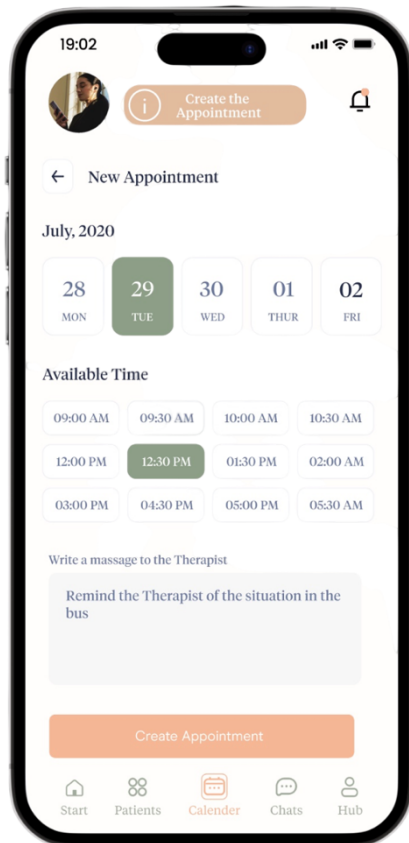 19:02
Create the
Appointment
New Appointment
July, 2020
28 29 30 01 02
MON TUE WED THUR FRI
Available Time
09:00 AM 09:30 AM 10:00 AM 10:30 AM
12:00 PM 12:30 PM 01:30 PM 02:00 AM
03:00 PM 04:30 PM 05:00 PM 05:30 AM
Write a massage to the Therapist
Remind the Therapist of the situation in the
bus
Create Appointment
Start Patients Calender Chats Hub